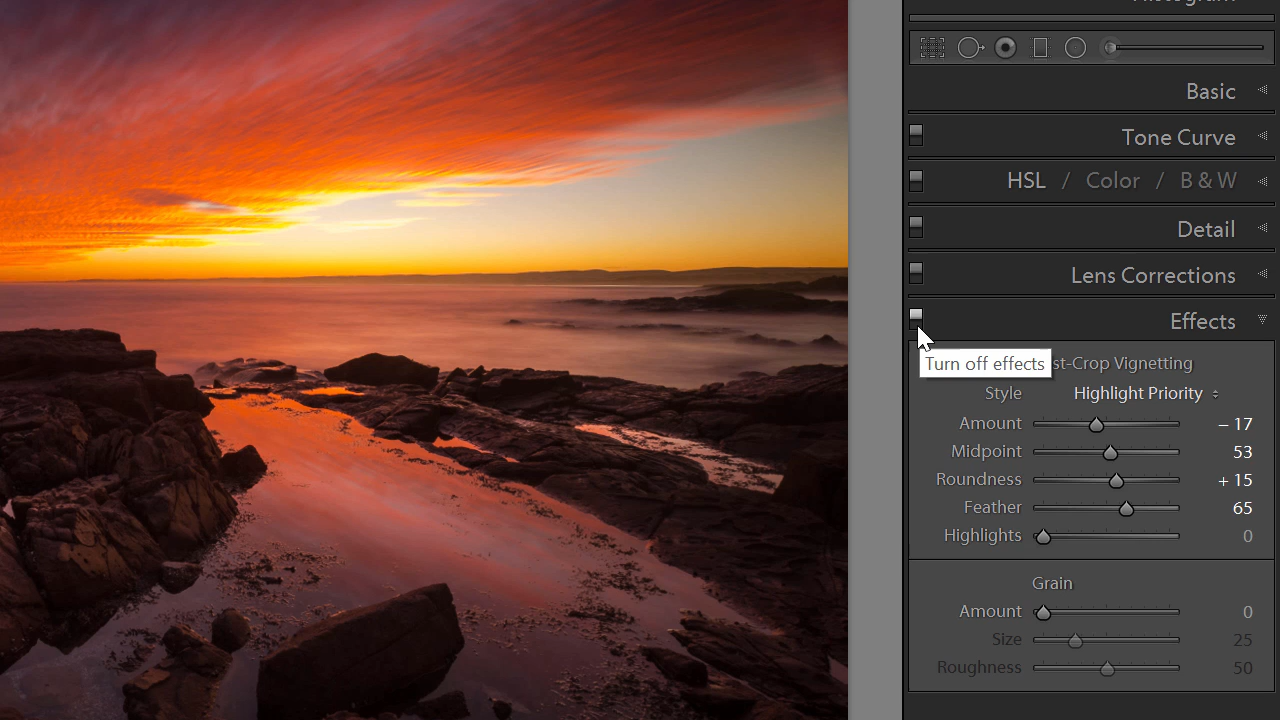 Basic
Tone Curve
HSL / Color / B & W
Detail
Lens Corrections
Effects
Turn off effects
st-Crop Vignetting
Style Highlight Priority
Amount – 17
Midpoint 53
Roundness + 15
Feather 65
Highlights 0
Grain
Amount 0
Size 25
Roughness 50